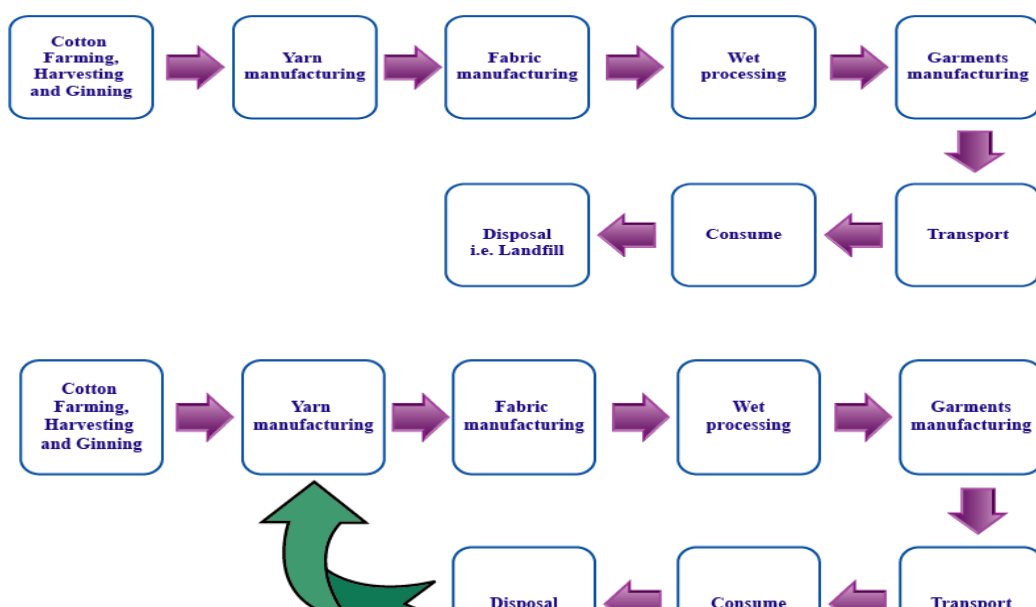 Cotton
Farming,
Harvesting
and Ginning
Yarn
manufacturing
Fabric
manufacturing
Wet
processing
Garments
manufacturing
Disposal
i.e. Landfill
Consume
Transport
Cotton
Farming,
Harvesting
and Ginning
Yarn
manufacturing
Fabric
manufacturing
Wet
processing
Garments
manufacturing
Disposal
Consume
Transport